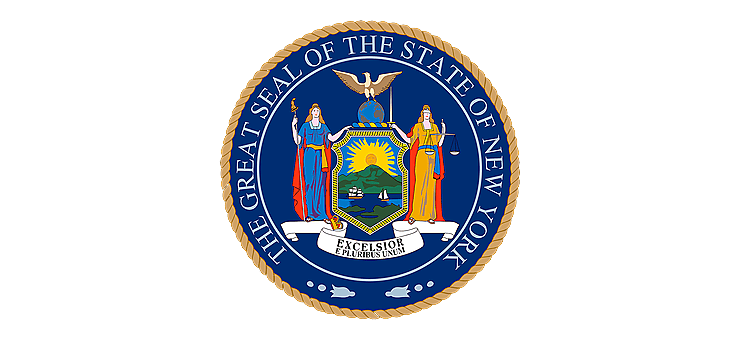 THE GREAT SEAL OF THE STATE OF NEW YORK
EXCELSIOR
E PLURIBUS UNUM